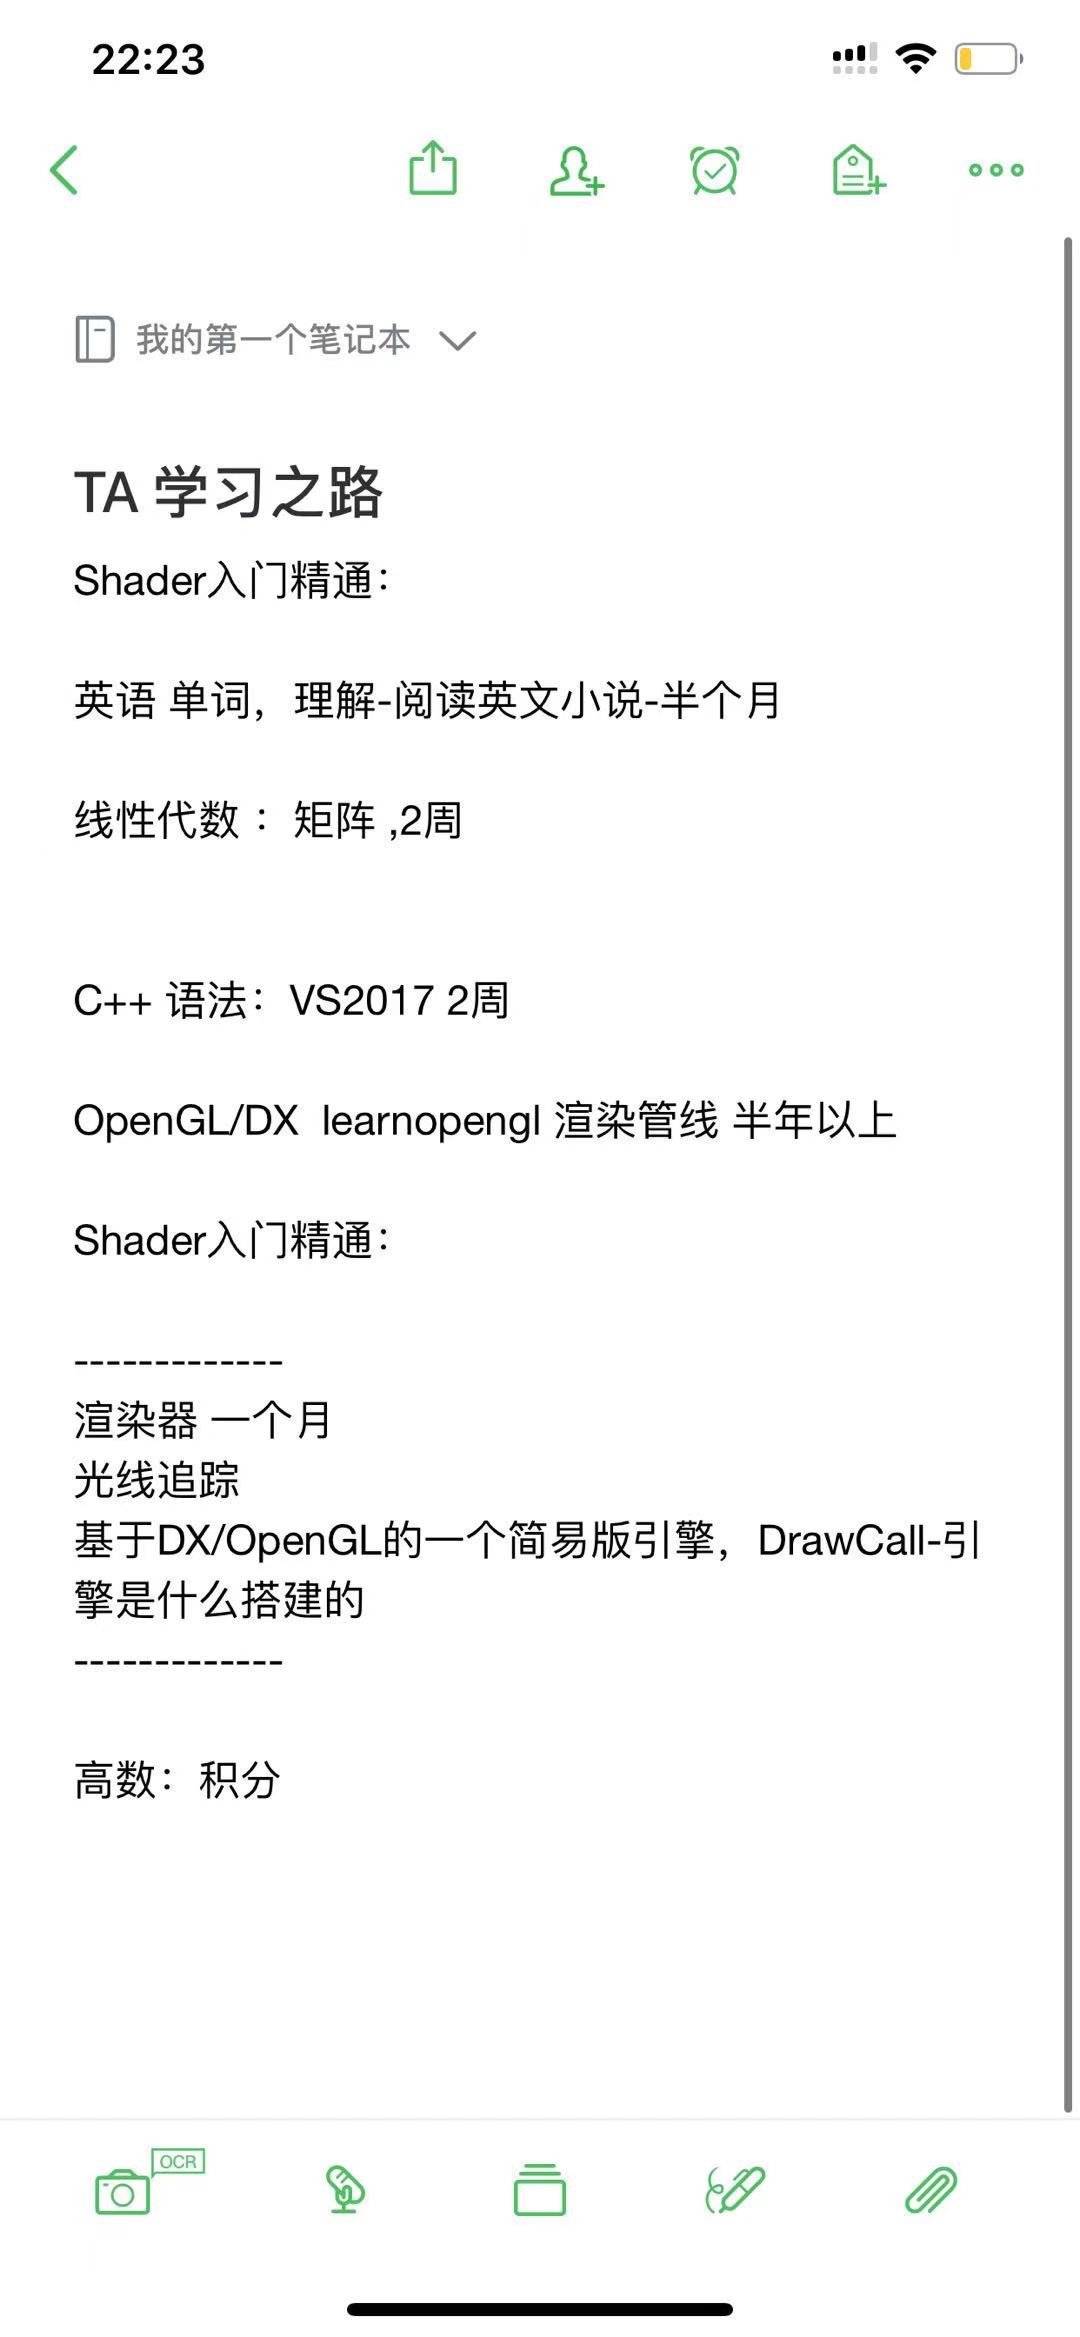 22:23
我的第一个笔记本
TA 学习之路
Shader入门精通：
英语 单词，理解-阅读英文小说-半个月
线性代数 ： 矩阵 ,2周
C++ 语法：VS2017 2周
OpenGL/DX  learnopengl 渲染管线 半年以上
Shader入门精通：
-------------
渲染器 一个月
光线追踪
基于DX/OpenGL的一个简易版引擎，DrawCall-引
擎是什么搭建的
-------------
高数：积分
OCR